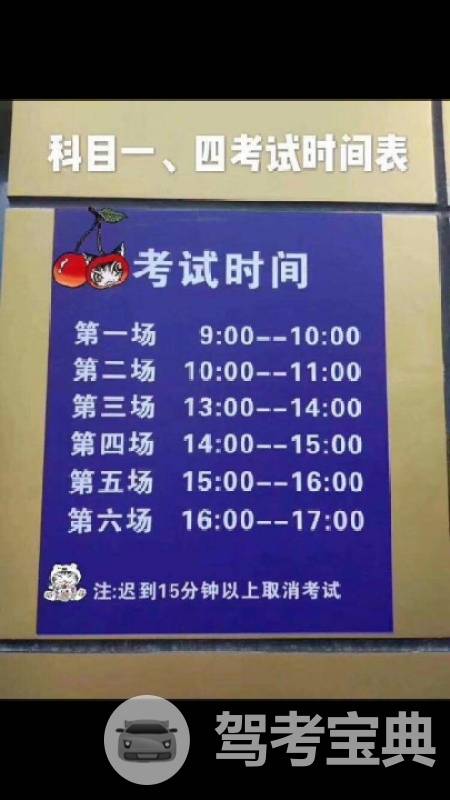 科目一、四考试时间表
考试时间
第一场 9:00--10:00
第二场 10:00--11:00
第三场 13:00--14:00
第四场 14:00--15:00
第五场 15:00--16:00
第六场 16:00--17:00
注:迟到15分钟以上取消考试
驾考宝典